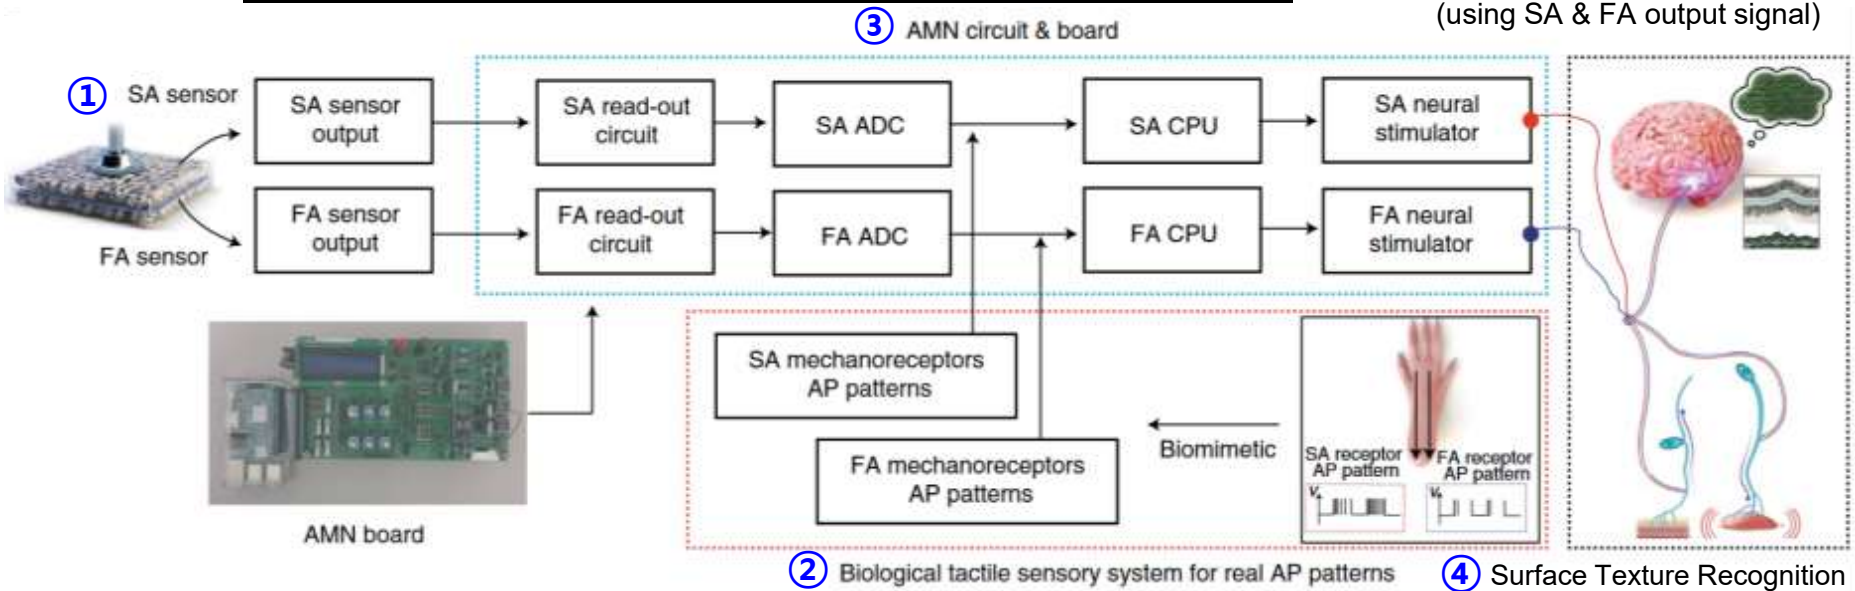 (using SA & FA output signal)
③ AMN circuit & board
① SA sensor
FA sensor
SA sensor
output
FA sensor
output
SA read-out
circuit
FA read-out
circuit
SA ADC
FA ADC
SA CPU
FA CPU
SA neural
stimulator
FA neural
stimulator
AMN board
SA mechanoreceptors
AP patterns
FA mechanoreceptors
AP patterns
Biomimetic
SA receptor
AP pattern
V
FA receptor
AP pattern
V
② Biological tactile sensory system for real AP patterns
④ Surface Texture Recognition